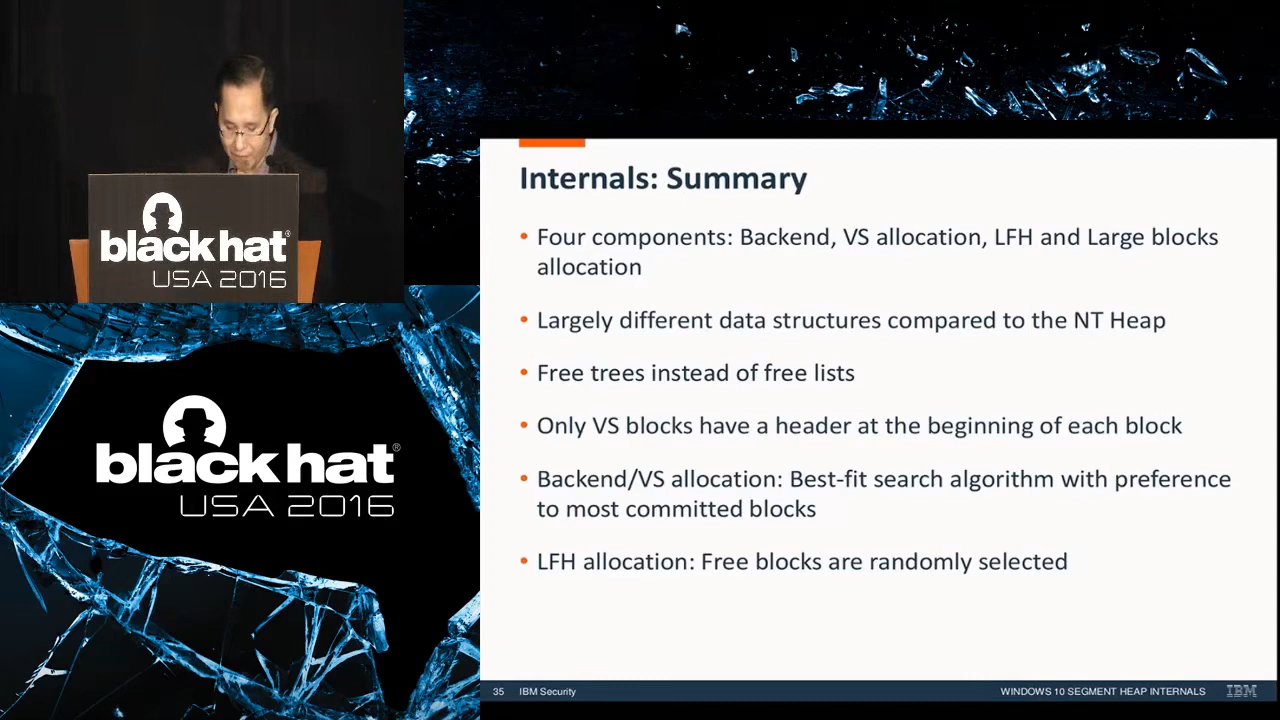 black hat®
USA 2016
black hat®
USA 2016
Internals: Summary
• Four components: Backend, VS allocation, LFH and Large blocks
allocation
• Largely different data structures compared to the NT Heap
• Free trees instead of free lists
• Only VS blocks have a header at the beginning of each block
• Backend/VS allocation: Best-fit search algorithm with preference
to most committed blocks
• LFH allocation: Free blocks are randomly selected
35 IBM Security
WINDOWS 10 SEGMENT HEAP INTERNALS
IBM